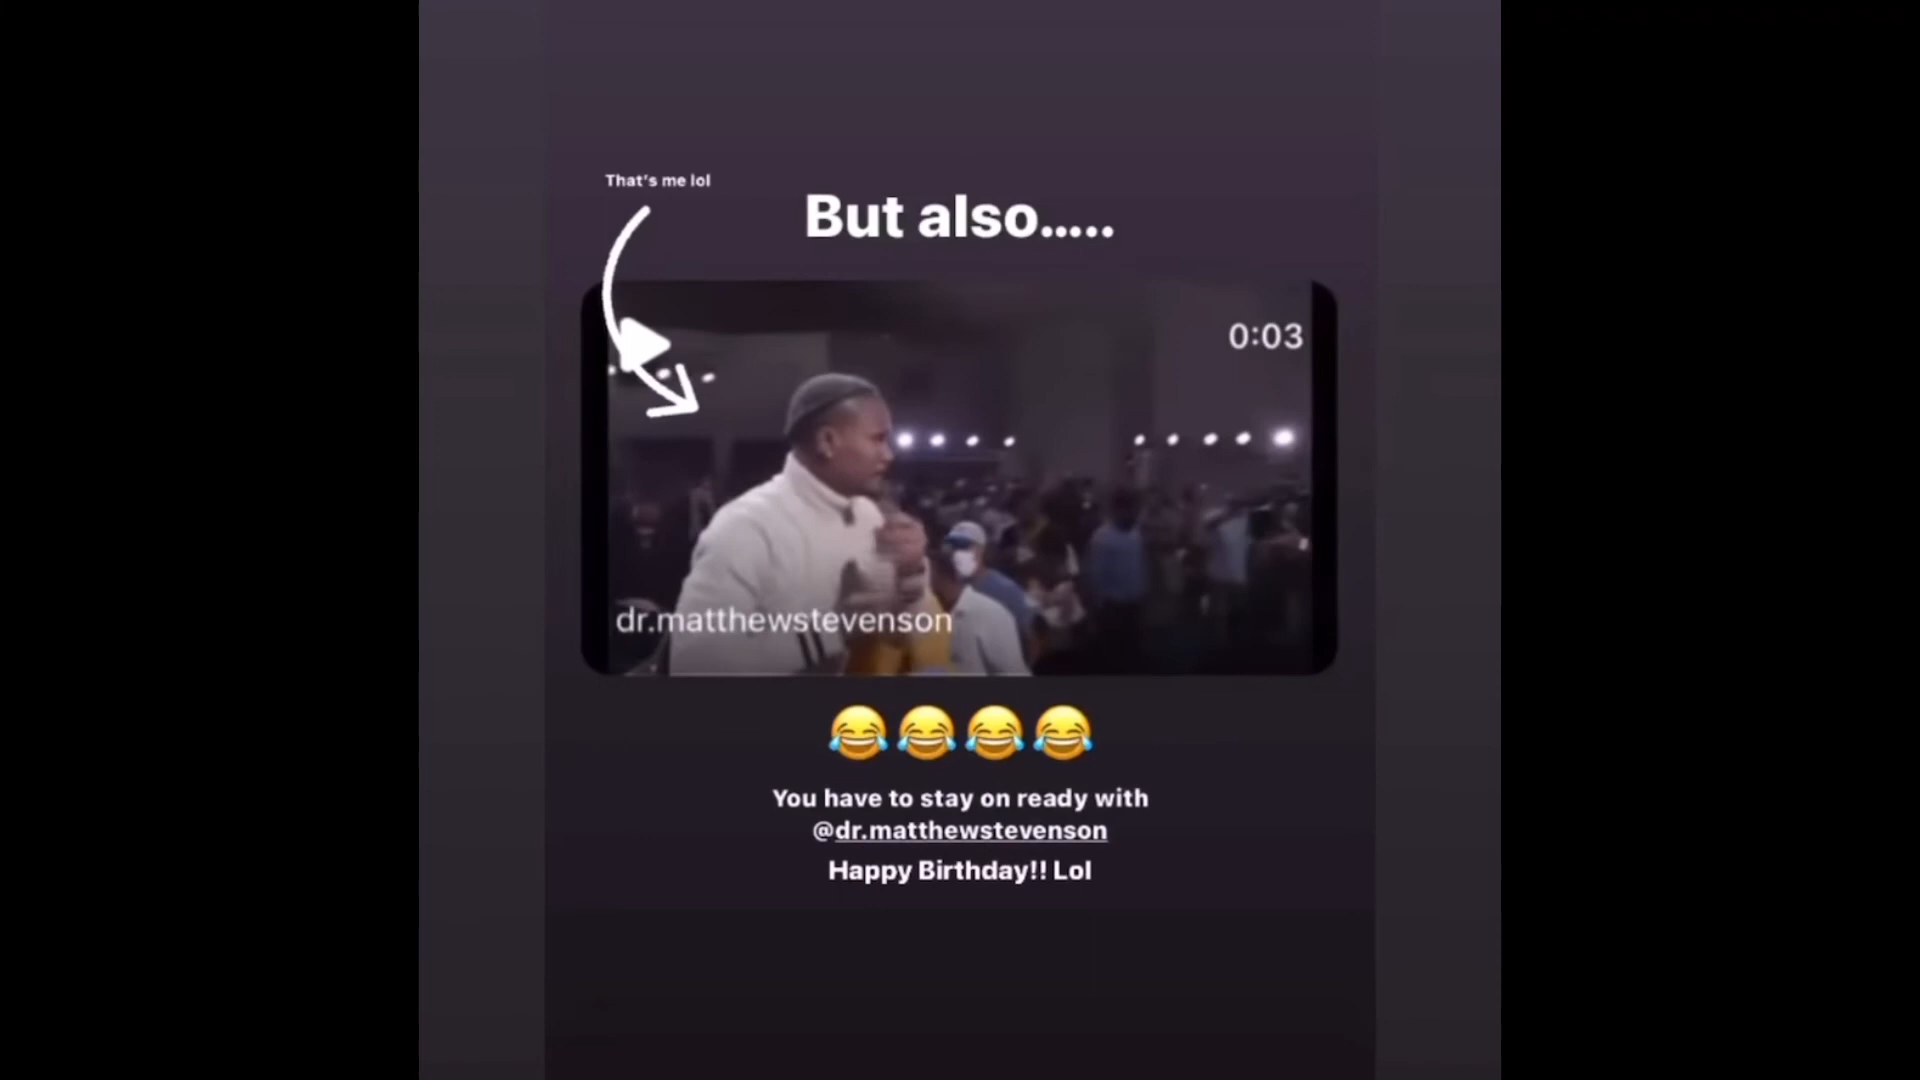 That's me lol
But also.....
0:03
dr.matthewstevenson
😂😂😂😂
You have to stay on ready with
@dr.matthewstevenson
Happy Birthday!! Lol